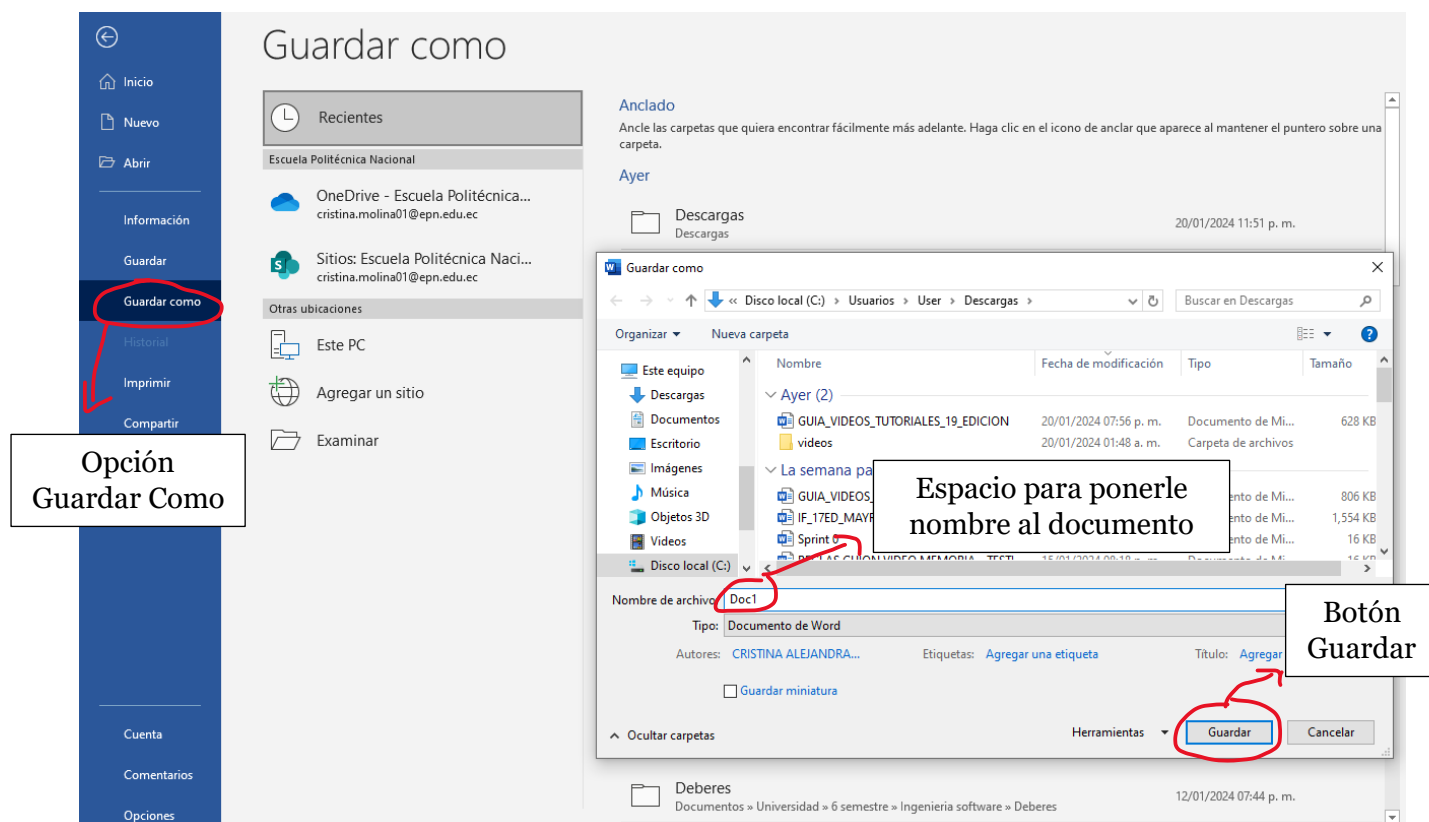 Guardar como
Inicio
Nuevo
Abrir
Información
Guardar
Guardar como
Historial
Imprimir
Compartir
Opción
Guardar Como
Cuenta
Comentarios
Opciones
Recientes
Escuela Politécnica Nacional
OneDrive - Escuela Politécnica...
cristina.molina01@epn.edu.ec
Sitios: Escuela Politécnica Naci...
cristina.molina01@epn.edu.ec
Otras ubicaciones
Este PC
Agregar un sitio
Examinar
Anclado
Ancle las carpetas que quiera encontrar fácilmente más adelante. Haga clic en el icono de anclar que aparece al mantener el puntero sobre una
carpeta.
Ayer
Descargas 20/01/2024 11:51 p. m.
Descargas
Guardar como
« Disco local (C:) › Usuarios › User › Descargas › Buscar en Descargas
Organizar Nueva carpeta
Este equipo
Descargas
Documentos
Escritorio
Imágenes
Música
Objetos 3D
Videos
Disco local (C:)
Nombre Fecha de modificación Tipo Tamaño
Ayer (2)
GUIA_VIDEOS_TUTORIALES_19_EDICION 20/01/2024 07:56 p. m. Documento de Mi... 628 KB
videos 20/01/2024 01:48 a. m. Carpeta de archivos
La semana pa
GUIA_VIDEOS_ ento de Mi... 806 KB
IF_17ED_MAYR ento de Mi... 1,554 KB
Sprint 0 ento de Mi... 16 KB
Espacio para ponerle
nombre al documento
Nombre de archivo: Doc1
Tipo: Documento de Word
Autores: CRISTINA ALEJANDRA... Etiquetas: Agregar una etiqueta Título: Agregar
Guardar miniatura
Botón
Guardar
Ocultar carpetas Herramientas Guardar Cancelar
Deberes 12/01/2024 07:44 p. m.
Documentos » Universidad » 6 semestre » Ingenieria software » Deberes